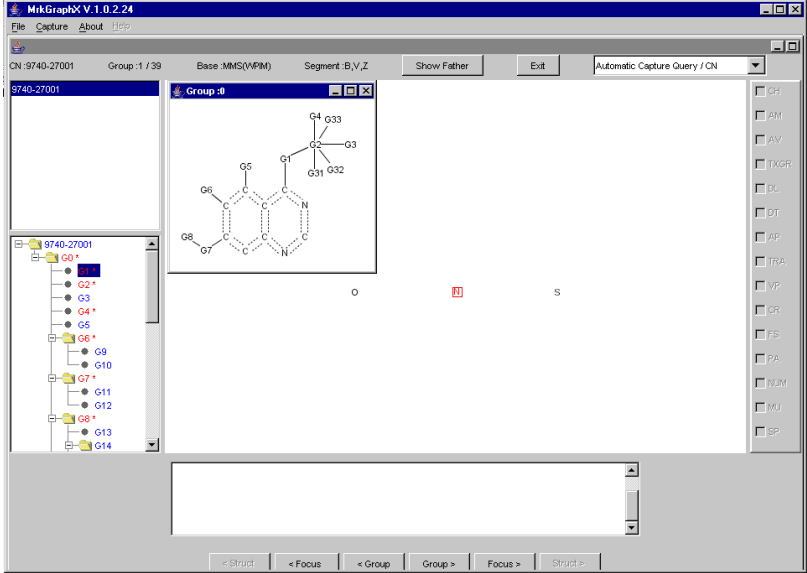 MrkGraphX V.1.0.2.24
File Capture About Help
CN :9740-27001 Group :1 / 39 Base :MMS(WPIM) Segment :B,V,Z Show Father Exit Automatic Capture Query / CN
9740-27001
Group :0
G4 G33
G2 G3
G1
G5 G31 G32
G6 C C
C C N
G8 C C C
G7 C N
O N S
9740-27001
G0 *
G1 *
G2 *
G3
G4 *
G5
G6 *
G9
G10
G7 *
G11
G12
G8 *
G13
G14
CH
AM
AV
TXGR
DL
DT
AP
TRA
VP
CR
FS
PA
NUM
MU
SP
< Struct < Focus < Group Group > Focus > Struct >